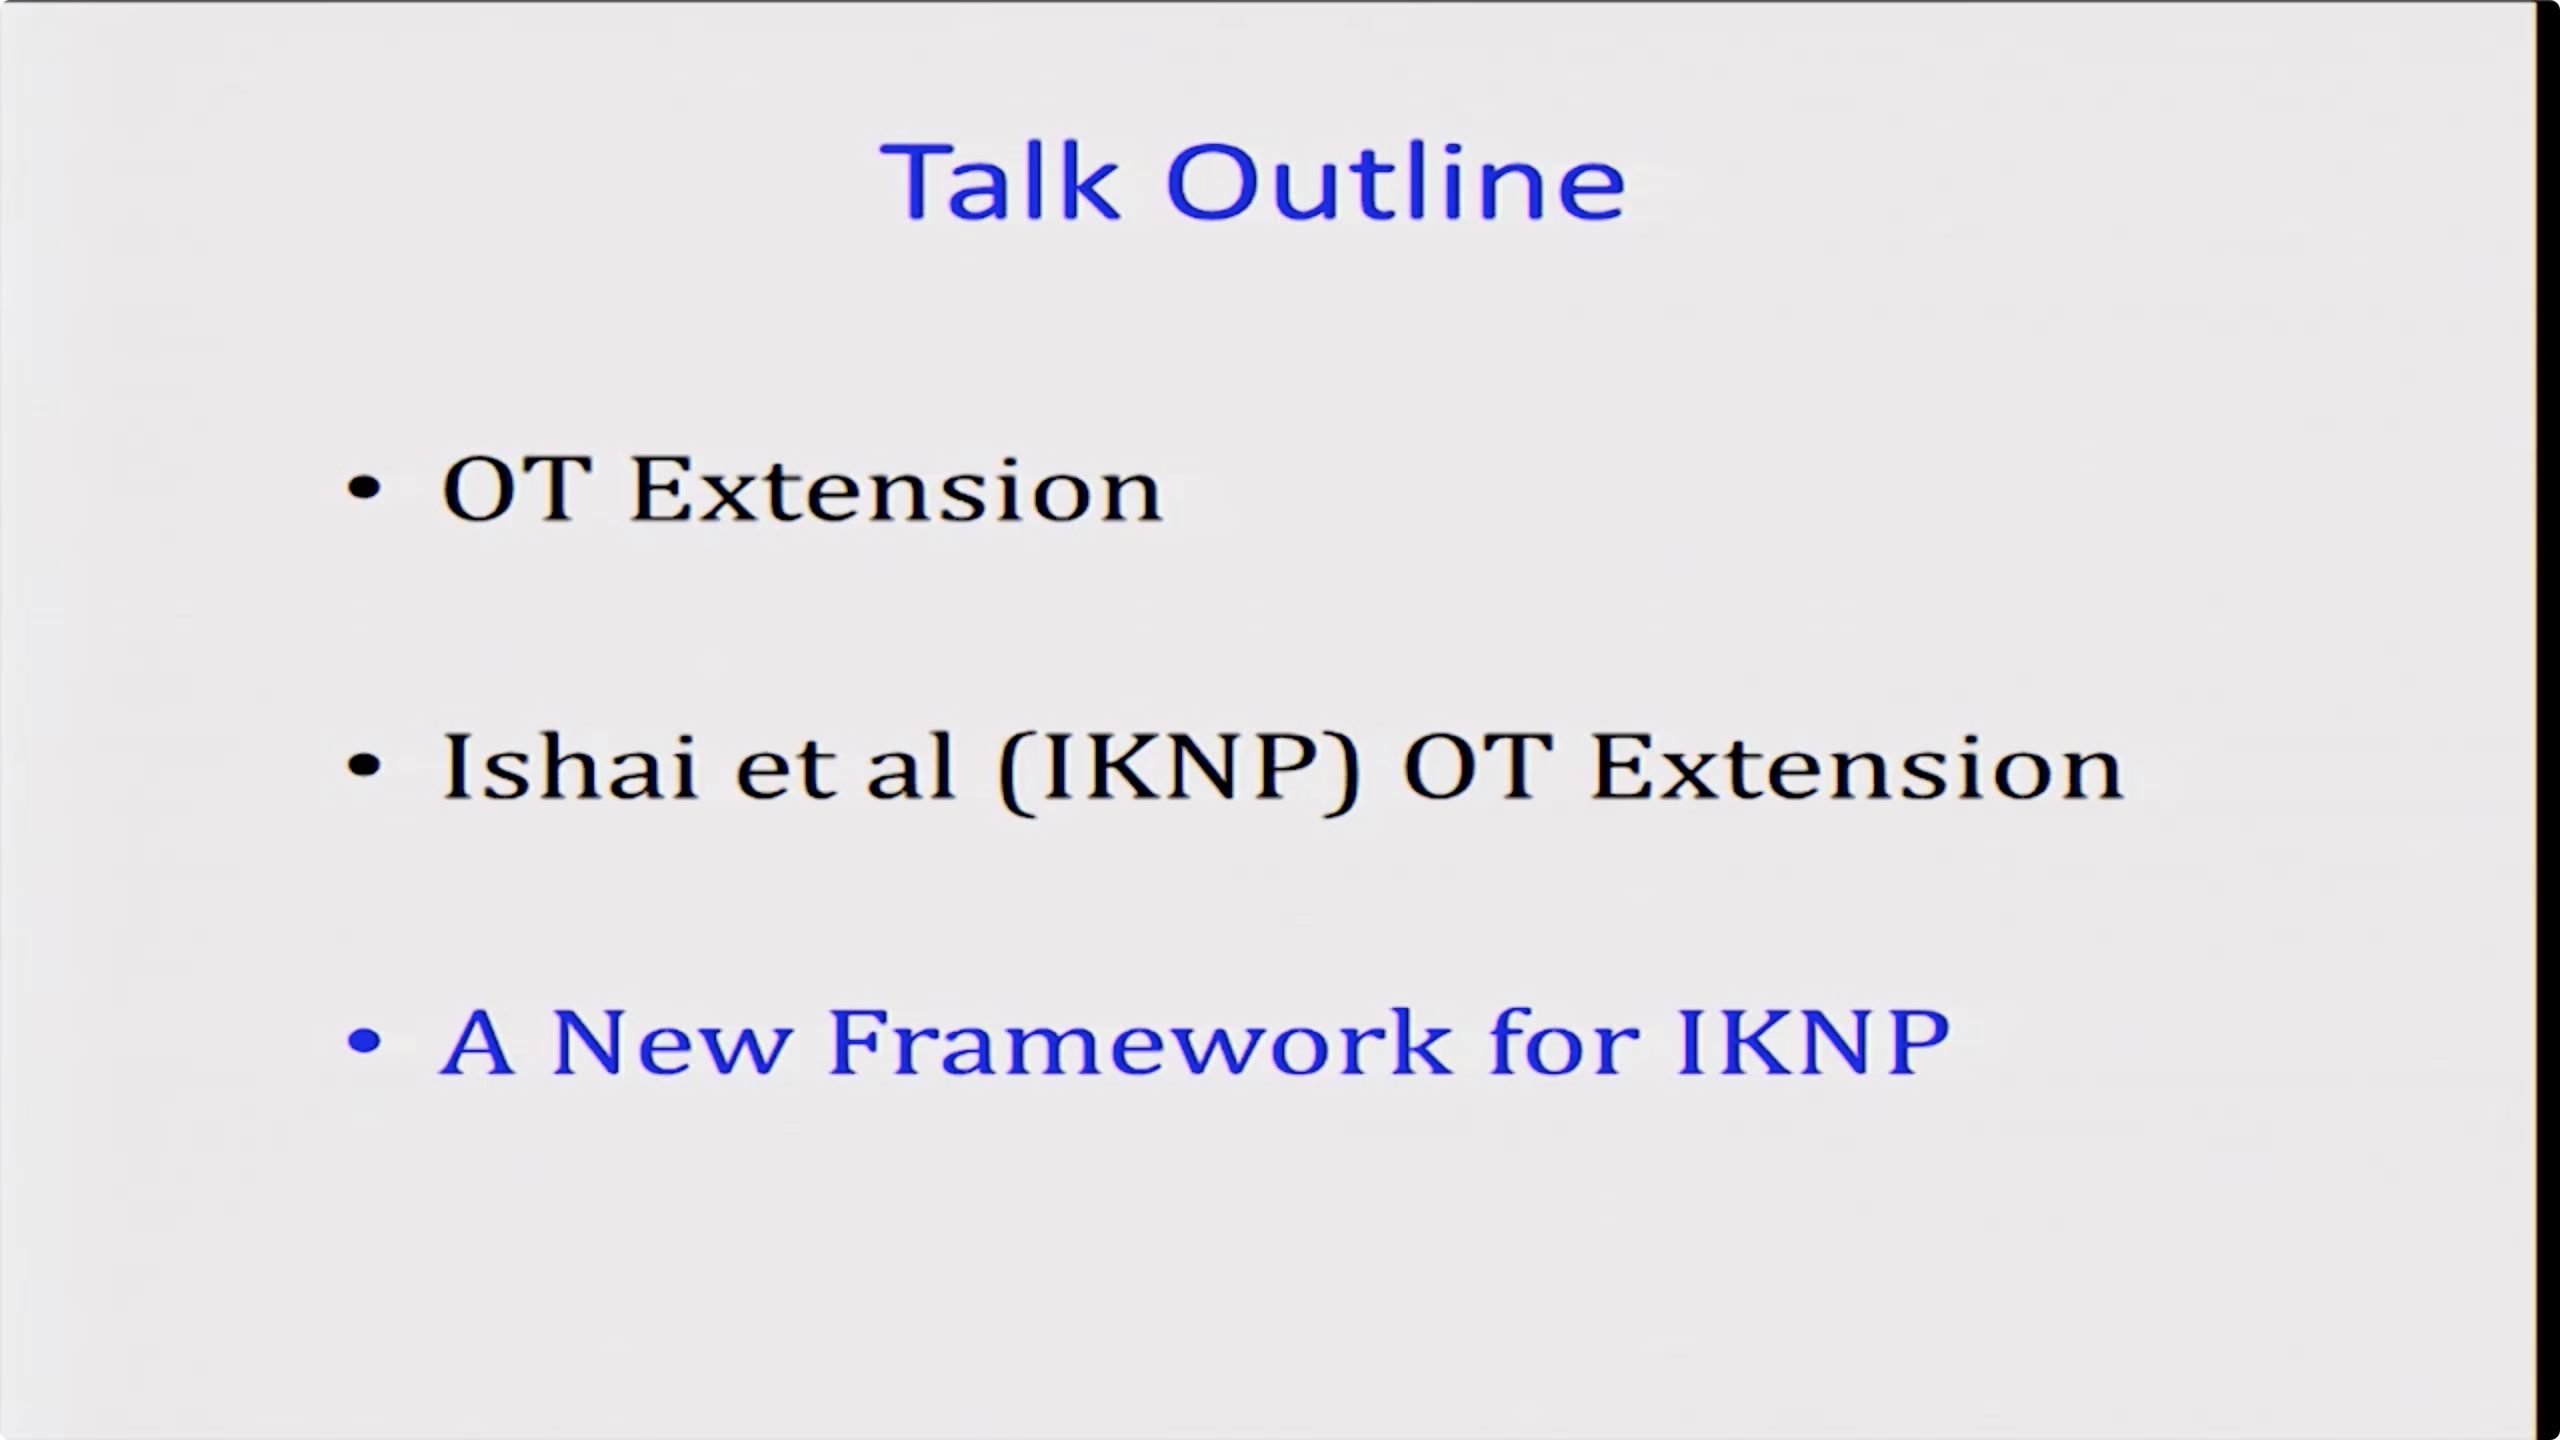 Talk Outline
• OT Extension
• Ishai et al (IKNP) OT Extension
• A New Framework for IKNP